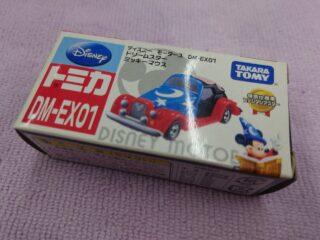 Disney
ディズニー モータース DM-EX01
ドリームスター
ミッキーマウス
TAKARA
TOMY
トミカ
DM-EX01
DISNEY MOTOR